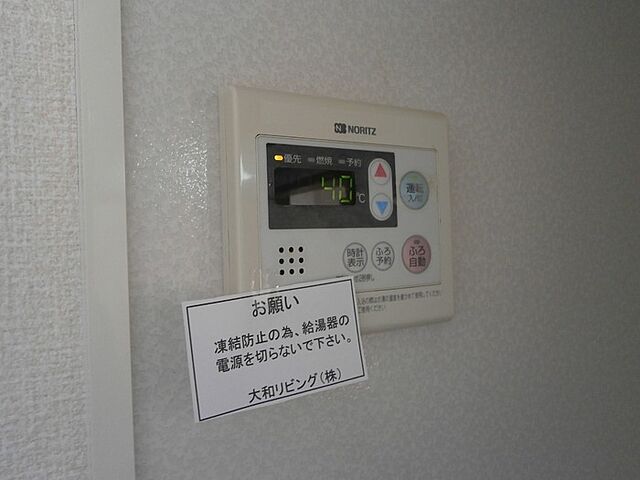 NORITZ
優先 燃焼 予約
40
℃
運転
入/切
時計
表示
ふろ
予約
ふろ
自動
お願い
凍結防止の為、給湯器の
電源を切らないで下さい。
大和リビング(株)